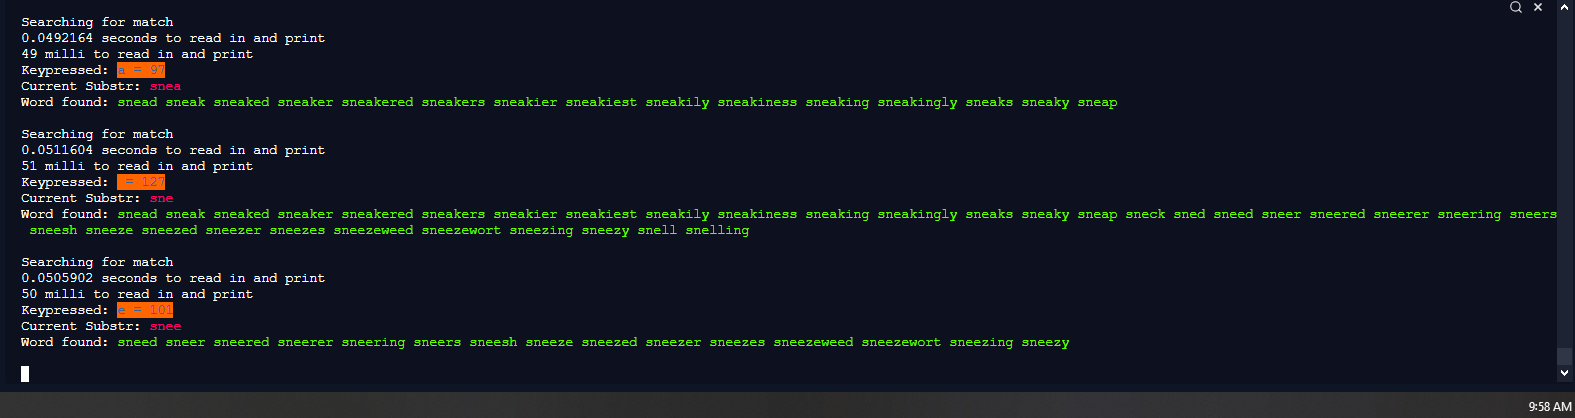 Searching for match
0.0492164 seconds to read in and print
49 milli to read in and print
Keypressed: a = 97
Current Substr: snea
Word found: snead sneak sneaked sneaker sneakered sneakers sneakier sneakiest sneakily sneakiness sneaking sneakingly sneaks sneaky sneap
Searching for match
0.0511604 seconds to read in and print
51 milli to read in and print
Keypressed:  = 127
Current Substr: sne
Word found: snead sneak sneaked sneaker sneakered sneakers sneakier sneakiest sneakily sneakiness sneaking sneakingly sneaks sneaky sneap sneck sned sneed sneer sneered sneerer sneering sneers
sneesh sneeze sneezed sneezer sneezes sneezeweed sneezewort sneezing sneezy snell snelling
Searching for match
0.0505902 seconds to read in and print
50 milli to read in and print
Keypressed: e = 101
Current Substr: snee
Word found: sneed sneer sneered sneerer sneering sneers sneesh sneeze sneezed sneezer sneezes sneezeweed sneezewort sneezing sneezy
9:58 AM